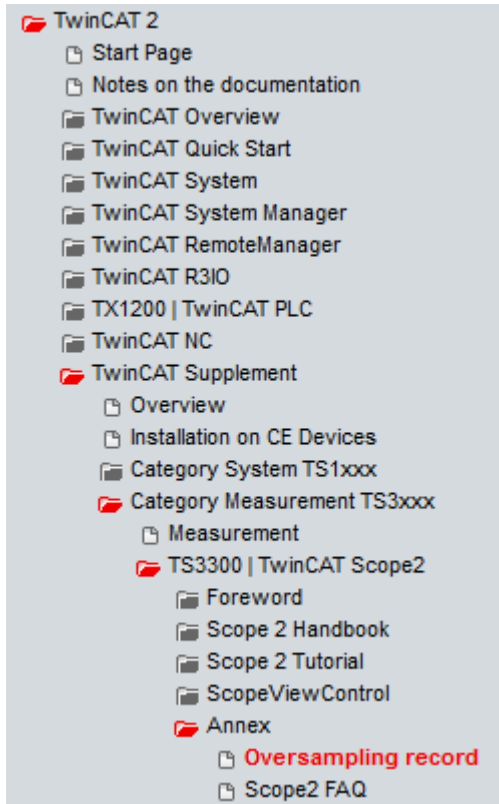 TwinCAT 2
Start Page
Notes on the documentation
TwinCAT Overview
TwinCAT Quick Start
TwinCAT System
TwinCAT System Manager
TwinCAT RemoteManager
TwinCAT R3IO
TX1200 | TwinCAT PLC
TwinCAT NC
TwinCAT Supplement
Overview
Installation on CE Devices
Category System TS1xxx
Category Measurement TS3xxx
Measurement
TS3300 | TwinCAT Scope2
Foreword
Scope 2 Handbook
Scope 2 Tutorial
ScopeViewControl
Annex
Oversampling record
Scope2 FAQ